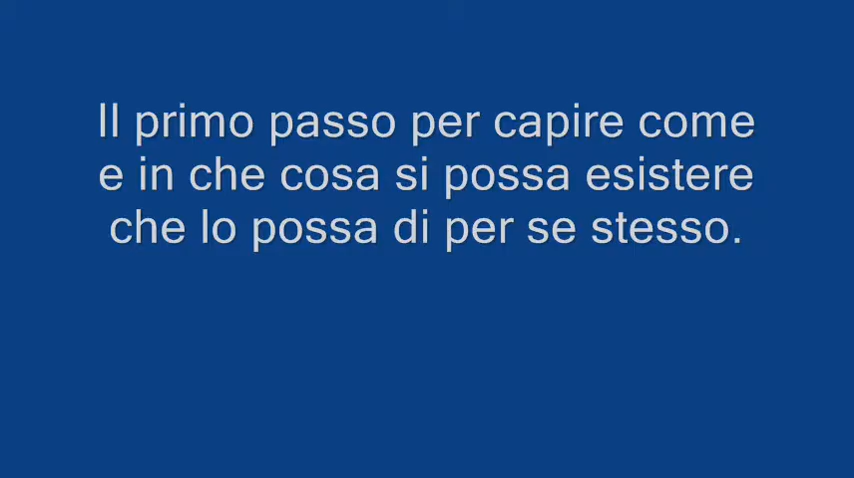 Il primo passo per capire come
e in che cosa si possa esistere
che lo possa di per se stesso.